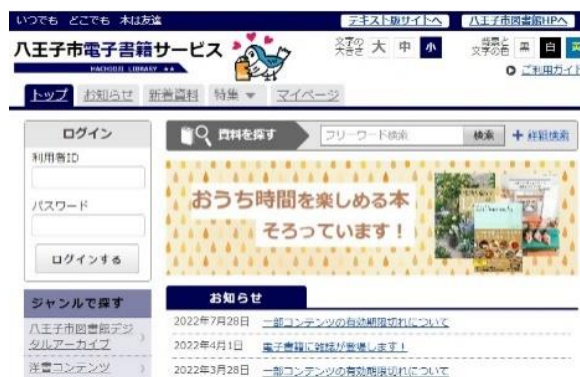 いつでも どこでも 本は友達
テキスト版サイトへ
八王子市図書館HPへ
八王子市電子書籍サービス
HACHIOJI LIBRARY
文字の大きさ 大 中 小
背景と文字の色 黒 白
ご利用ガイド
トップ お知らせ 新着資料 特集 ▼ マイページ
ログイン
利用者ID
パスワード
ログインする
資料を探す
フリーワード検索
検索
+ 詳細検索
おうち時間を楽しめる本
そろっています！
ジャンルで探す
八王子市図書館デジ
タルアーカイブ
洋書コンテンツ
お知らせ
2022年7月28日 一部コンテンツの有効期限切れについて
2022年4月1日 電子書籍に雑誌が登場します！
2022年3月28日 一部コンテンツの有効期限切れについて